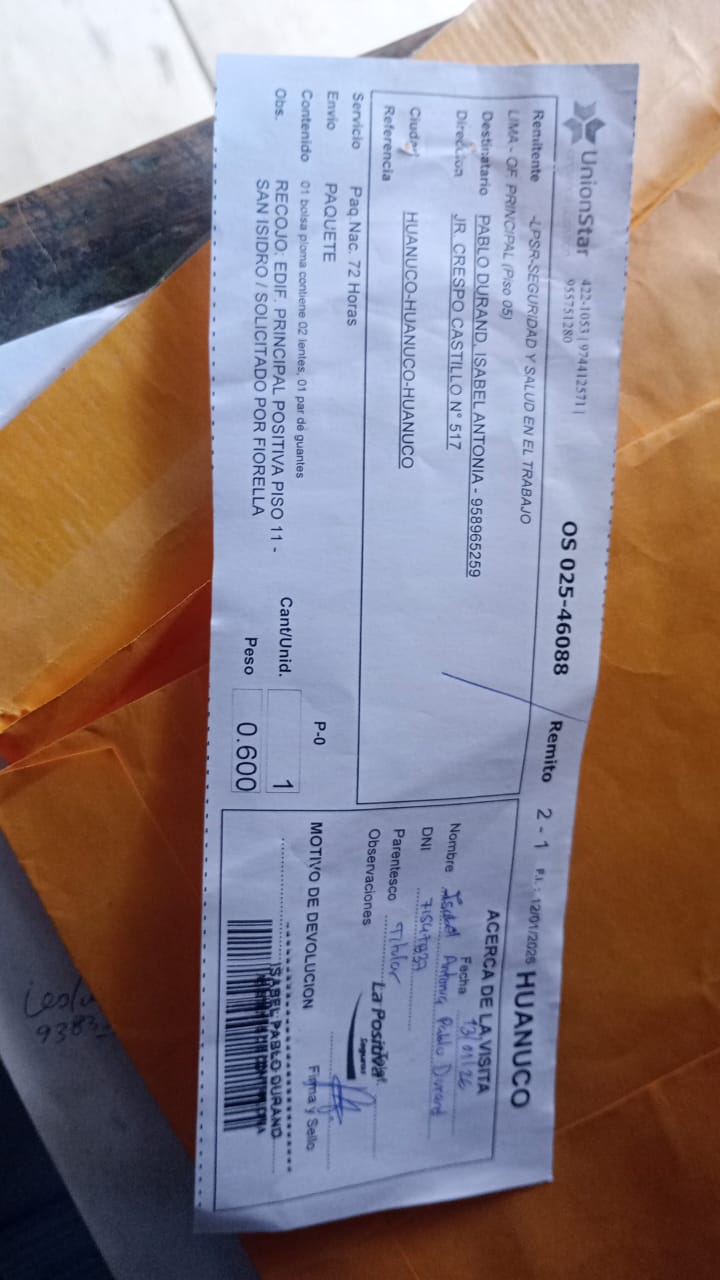 UnionStar 422-1053 | 974412571 |
955751280
OS 025-46088 Remito 2 - 1 F.I.: 12/01/2026 HUANUCO
Remitente -LPSR-SEGURIDAD Y SALUD EN EL TRABAJO
LIMA - OF. PRINCIPAL (Piso 05)
Destinatario PABLO DURAND, ISABEL ANTONIA - 958965259
Dirección JR. CRESPO CASTILLO N° 517
Ciudad HUANUCO-HUANUCO-HUANUCO
Referencia
Servicio Paq.Nac. 72 Horas
Envio PAQUETE
Contenido 01 bolsa ploma contiene 02 lentes, 01 par de guantes
Obs. RECOJO: EDIF. PRINCIPAL POSITIVA PISO 11 -
SAN ISIDRO / SOLICITADO POR FIORELLA
P-0
Cant/Unid. 1
Peso 0.600
ACERCA DE LA VISITA
Fecha 13/01/26
Nombre Isabel Antonia Pablo Durand
DNI
Parentesco Titular
Observaciones
La Positiva
Seguros
MOTIVO DE DEVOLUCION
Firma y Sello
ISABEL PABLO DURAND